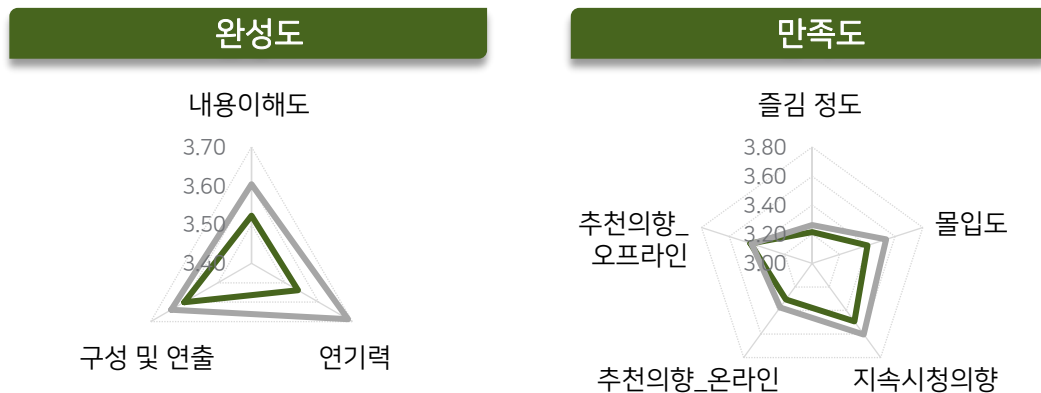 완성도
만족도
내용이해도
3.70
3.60
3.50
3.40
구성 및 연출
연기력
즐김 정도
3.80
3.60
3.40
3.20
3.00
추천의향_
오프라인
몰입도
추천의향_온라인
지속시청의향